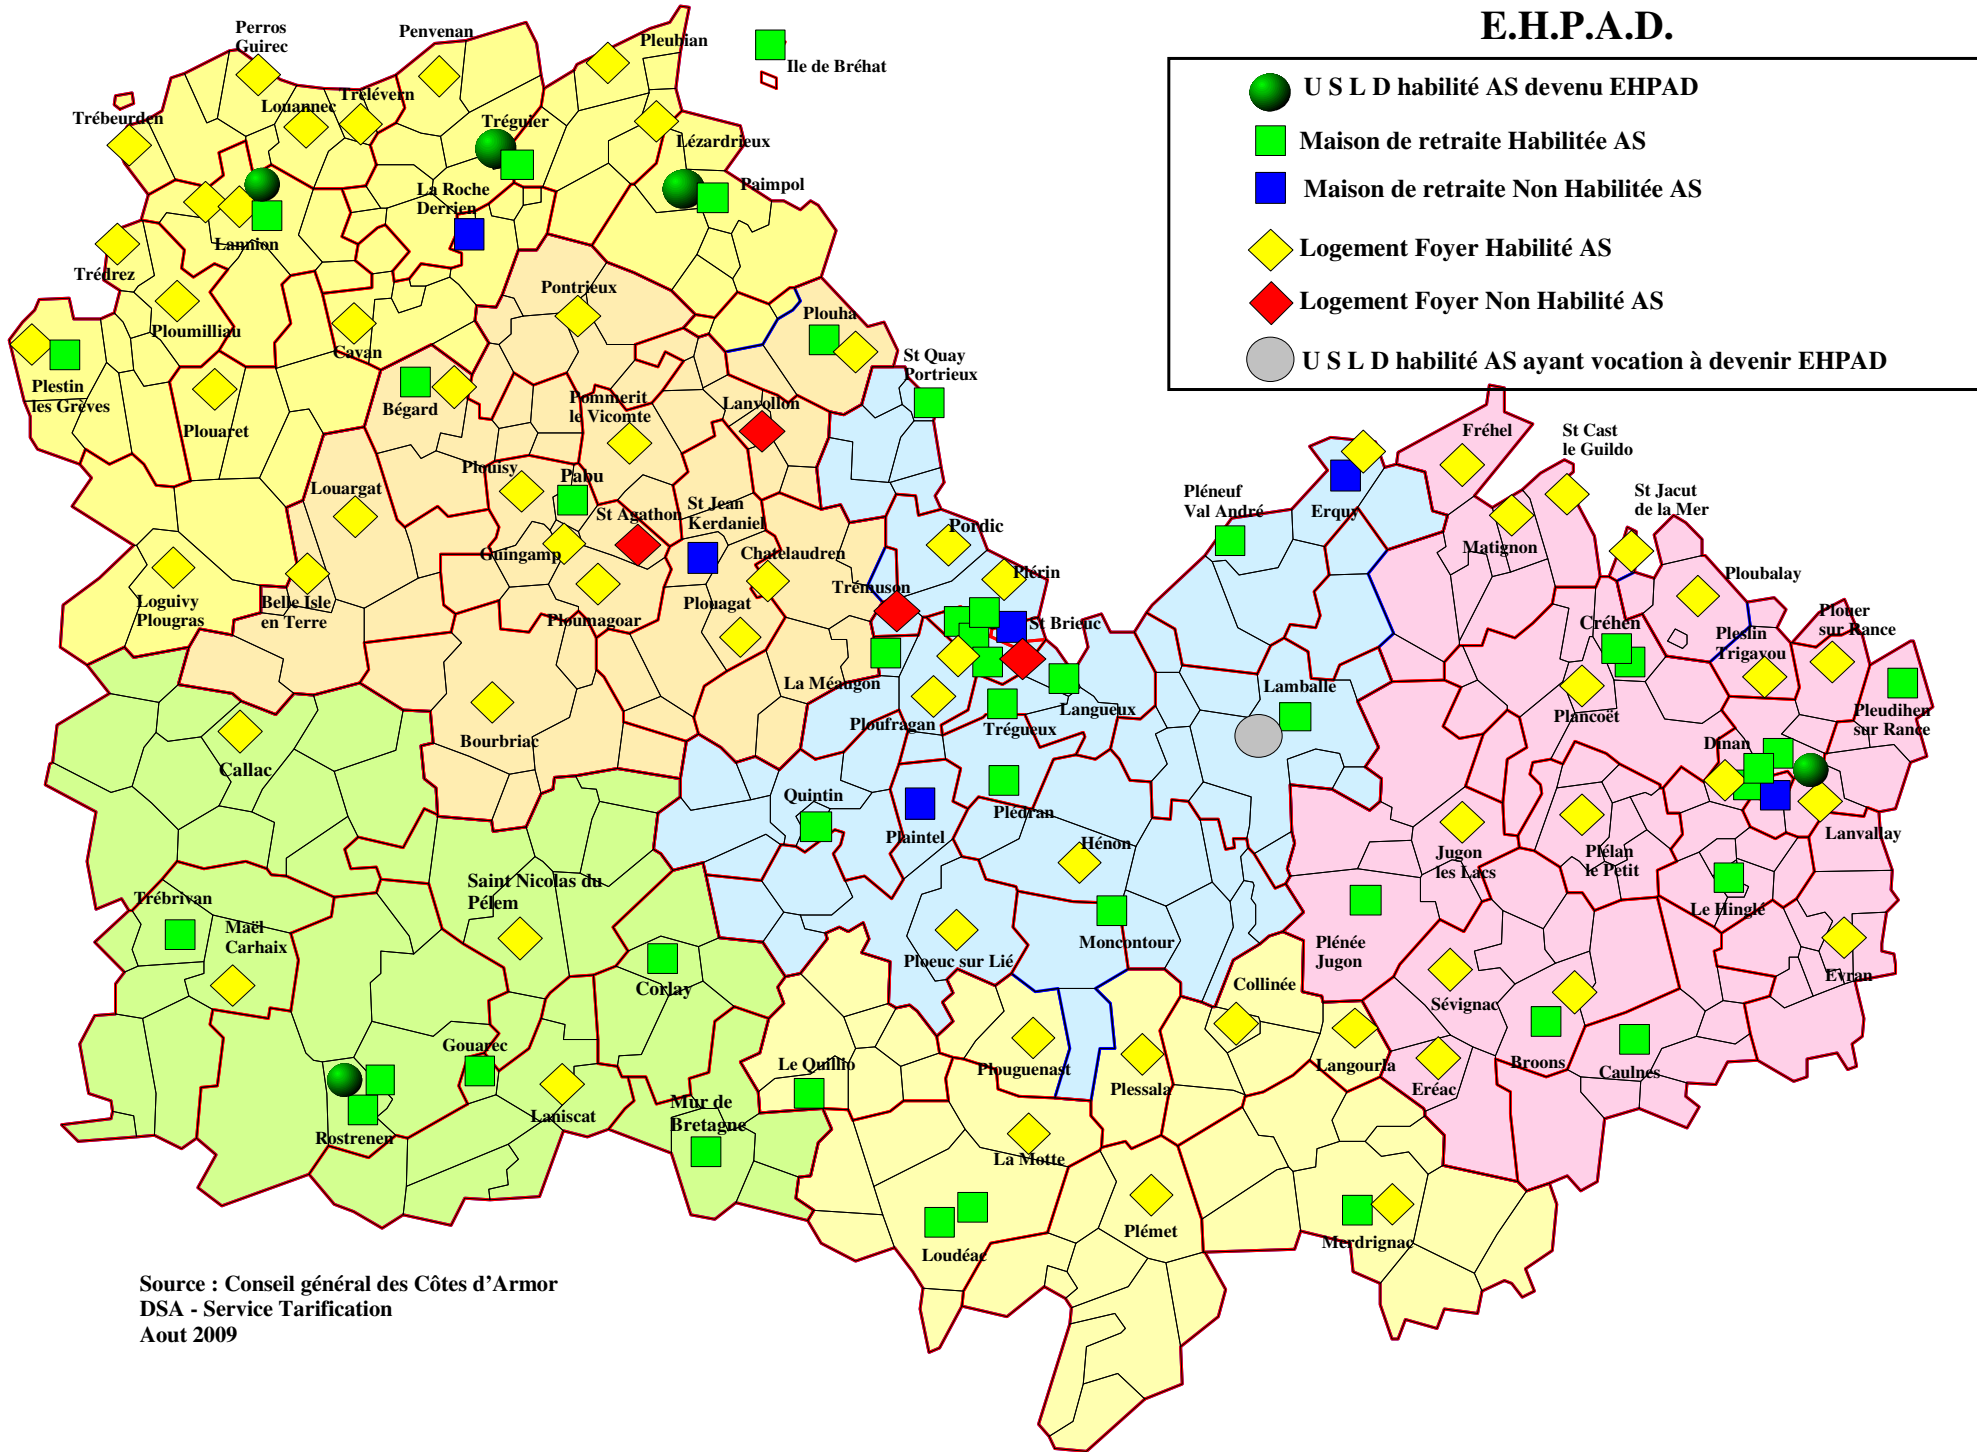 E.H.P.A.D.
U S L D habilité AS devenu EHPAD
Maison de retraite Habilitée AS
Maison de retraite Non Habilitée AS
Logement Foyer Habilité AS
Logement Foyer Non Habilité AS
U S L D habilité AS ayant vocation à devenir EHPAD
Perros
Guirec
Penvenan
Pleubian
Ile de Bréhat
Trébeurden
Louannec
Trélévern
Tréguier
Lézardrieux
La Roche
Derrien
Paimpol
Lannion
Trédrez
Ploumilliau
Cavan
Pontrieux
Plouha
St Quay
Portrieux
Plestin
les Grèves
Plouaret
Bégard
Pommerit
le Vicomte
Lanvollon
Fréhel
St Cast
le Guildo
Plouisy
Pabu
Louargat
St Agathon
St Jean
Kerdaniel
Pordic
Pléneuf
Val André
Erquy
Matignon
St Jacut
de la Mer
Guingamp
Chatelaudren
Trémuson
Plérin
Ploubalay
Loguivy
Plougras
Belle Isle
en Terre
Ploumagoar
Plouagat
St Brieuc
Créhen
Pleslin
Trigavou
Plouer
sur Rance
La Méaugon
Ploufragan
Trégueux
Langueux
Lamballe
Plancoët
Pleudihen
sur Rance
Bourbriac
Callac
Dinan
Quintin
Plaintel
Plédran
Hénon
Jugon
les Lacs
Plélan
le Petit
Lanvallay
Saint Nicolas du
Pélem
Trébrivan
Maël
Carhaix
Le Hinglé
Corlay
Ploeuc sur Lié
Moncontour
Plénée
Jugon
Collinée
Sévignac
Evran
Gouarec
Le Quillio
Plouguenast
Plessala
Langourla
Eréac
Broons
Caulnes
Rostrenen
Laniscat
Mur de
Bretagne
La Motte
Loudéac
Plémet
Merdrignac
Source : Conseil général des Côtes d'Armor
DSA - Service Tarification
Aout 2009